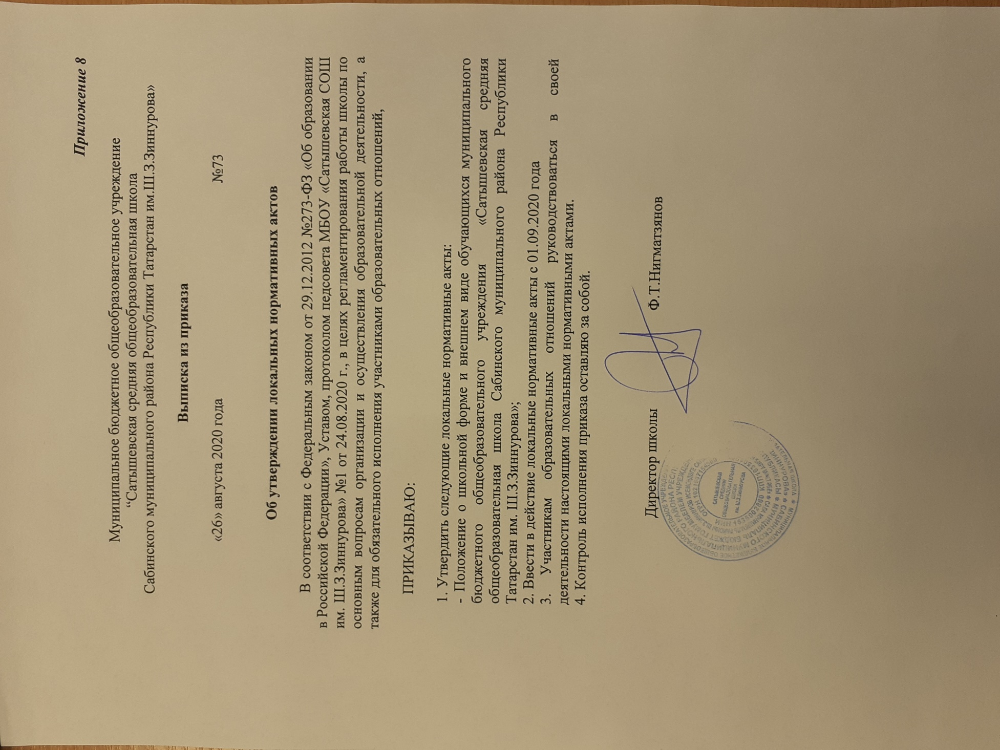 Приложение 8
Муниципальное бюджетное общеобразовательное учреждение
“Сатышевская средняя общеобразовательная школа
Сабинского муниципального района Республики Татарстан им.Ш.З.Зиннурова»
Выписка из приказа
«26» августа 2020 года №73
Об утверждении локальных нормативных актов
В соответствии с Федеральным законом от 29.12.2012 №273-ФЗ «Об образовании
в Российской Федерации», Уставом, протоколом педсовета МБОУ «Сатышевская СОШ
им. Ш.З.Зиннурова» №1 от 24.08.2020 г., в целях регламентирования работы школы по
основным вопросам организации и осуществления образовательной деятельности, а
также для обязательного исполнения участниками образовательных отношений,
ПРИКАЗЫВАЮ:
1. Утвердить следующие локальные нормативные акты:
- Положение о школьной форме и внешнем виде обучающихся муниципального
бюджетного общеобразовательного учреждения «Сатышевская средняя
общеобразовательная школа Сабинского муниципального района Республики
Татарстан им. Ш.З.Зиннурова»;
2. Ввести в действие локальные нормативные акты с 01.09.2020 года
3. Участникам образовательных отношений руководствоваться в своей
деятельности настоящими локальными нормативными актами.
4. Контроль исполнения приказа оставляю за собой.
Директор школы Ф.Т.Нигматзянов
САТЫШЕВСКАЯ
СРЕДНЯЯ
ОБЩЕОБРАЗОВАТЕЛЬНАЯ
ШКОЛА
им. Ш.З.ЗИННУРОВА